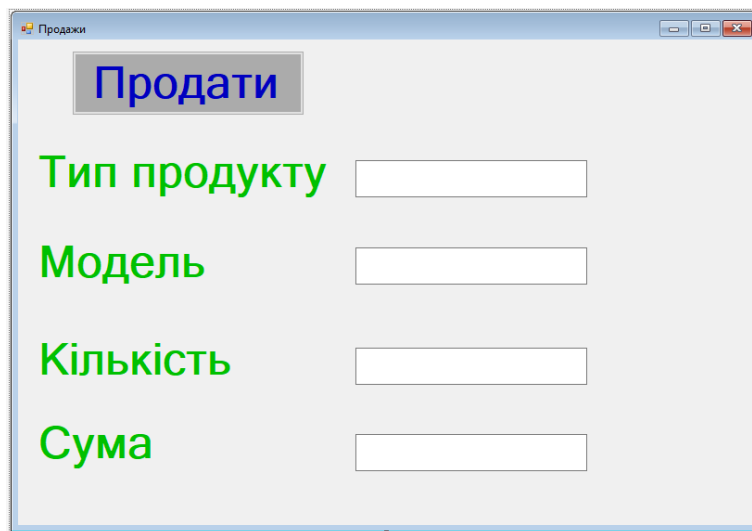 Продажи
Продати
Тип продукту
Модель
Кількість
Сума